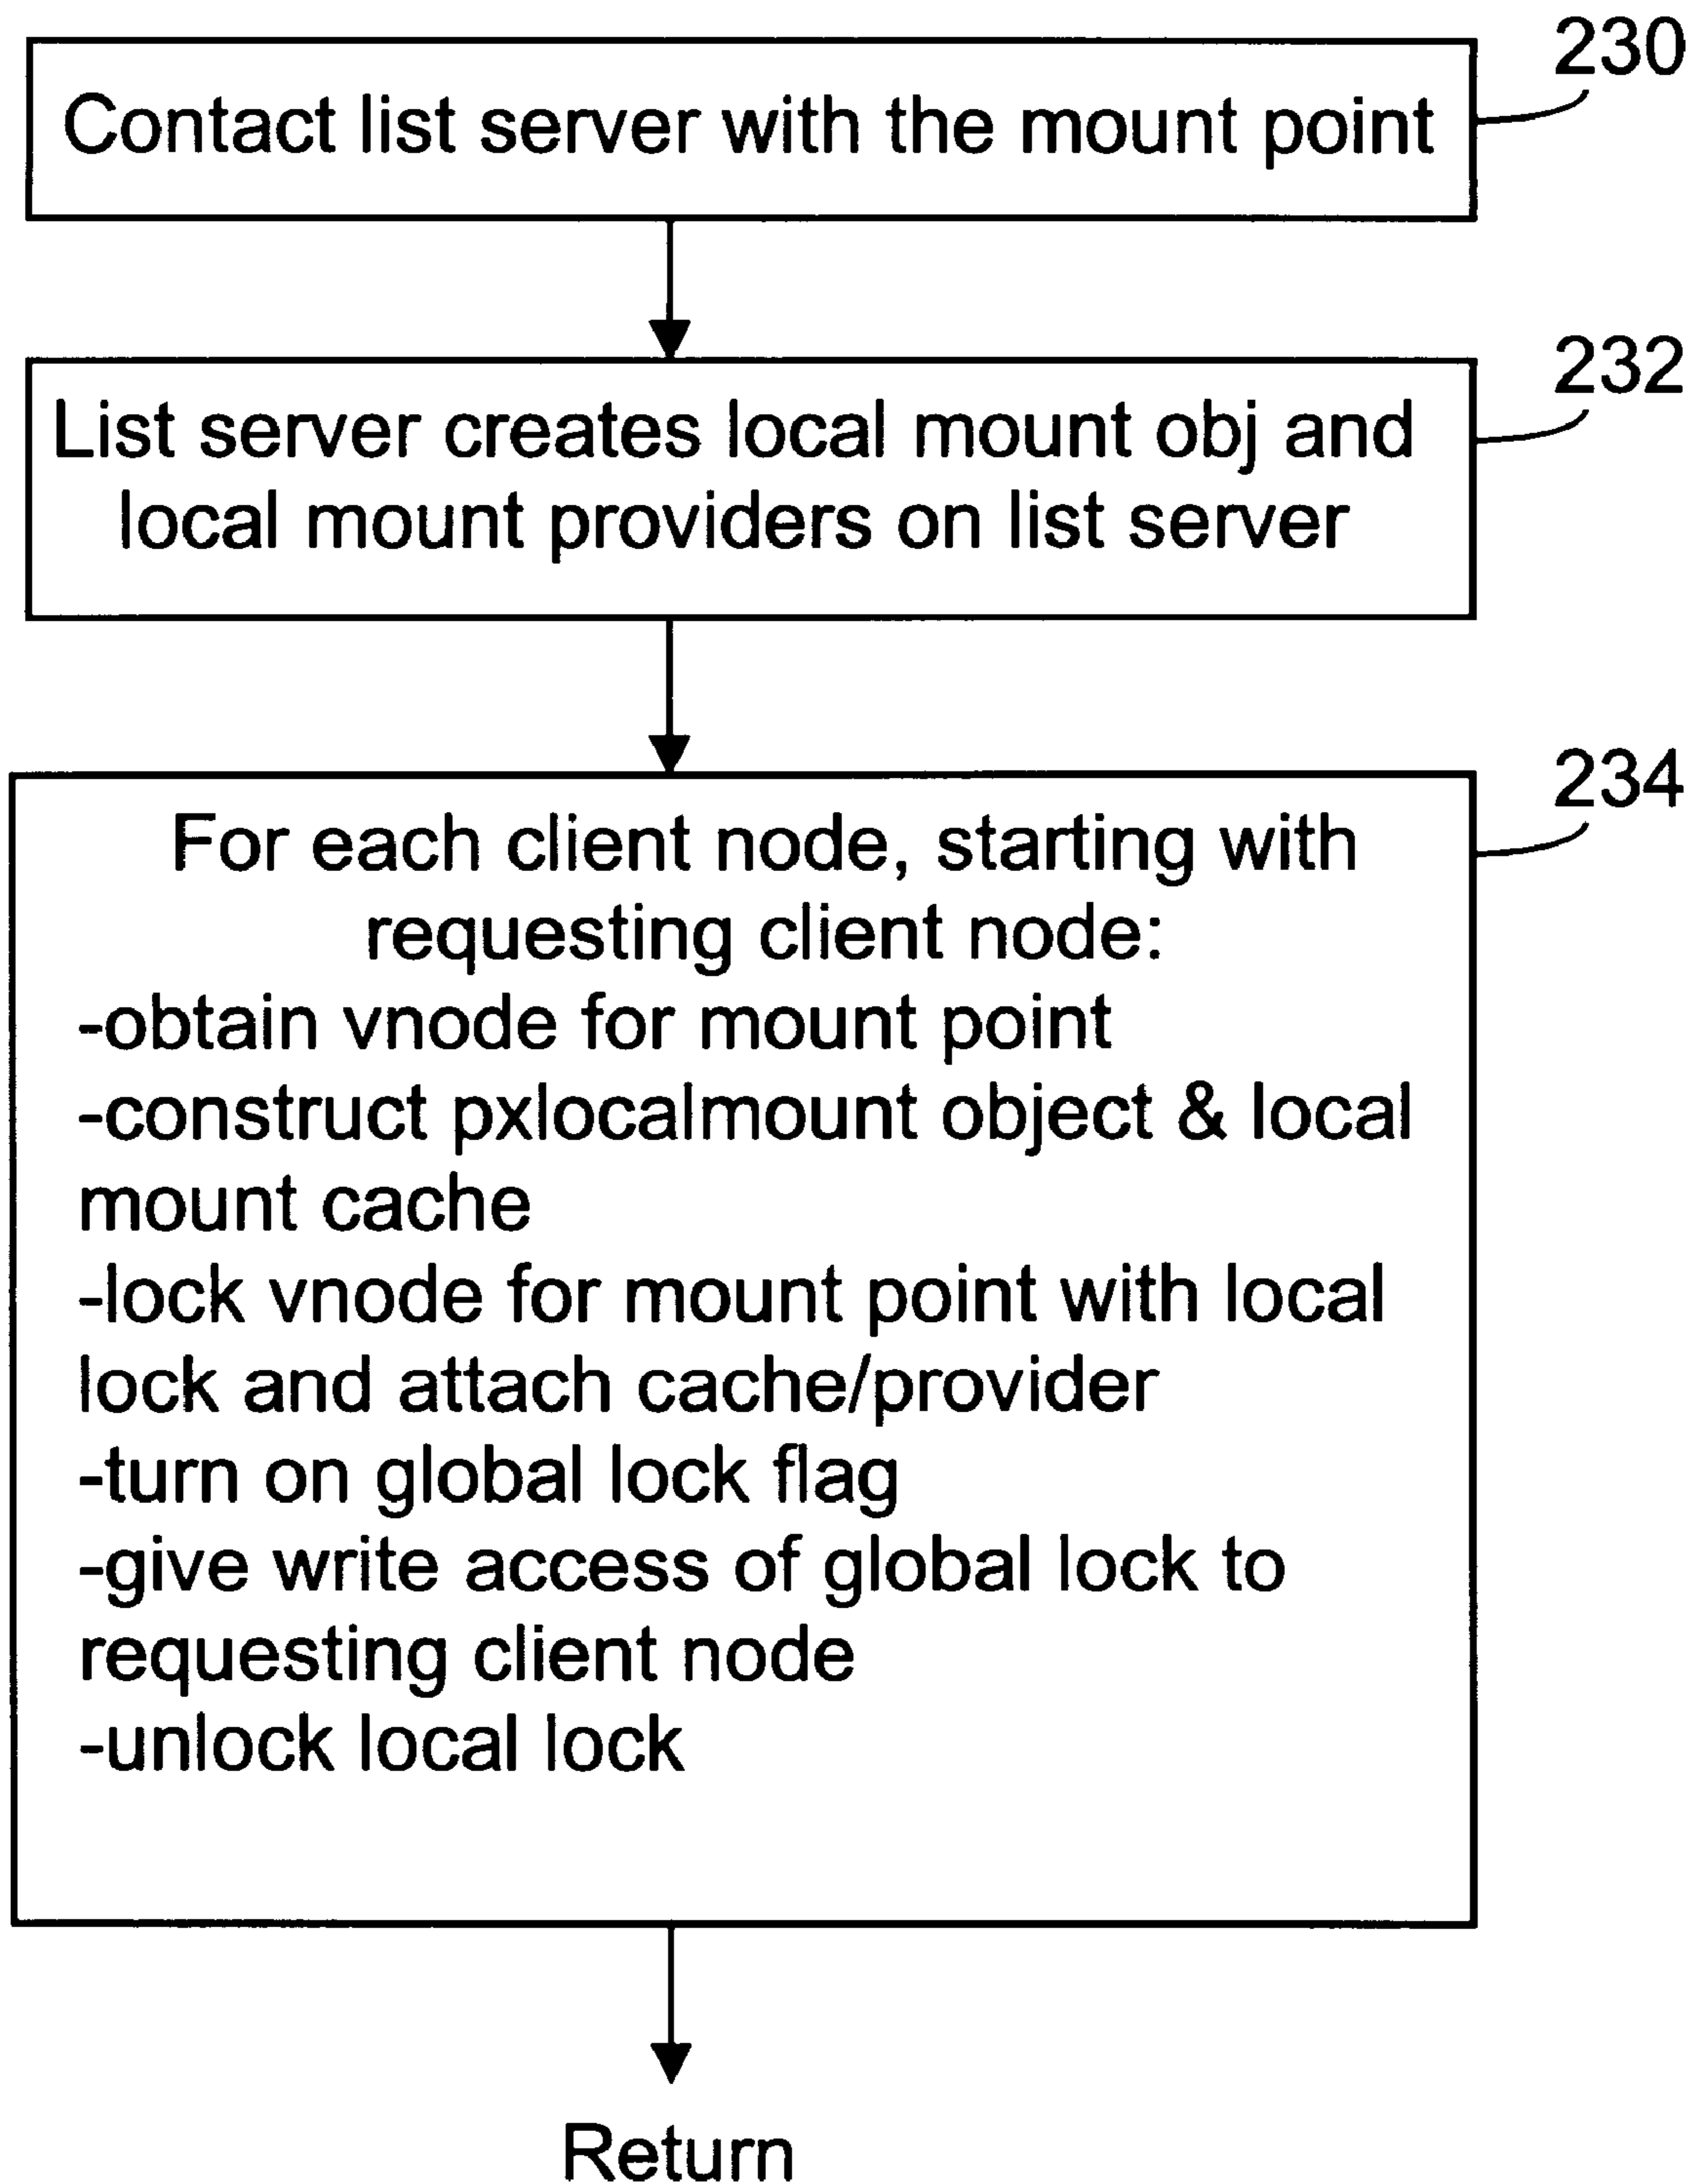 230
Contact list server with the mount point
232
List server creates local mount obj and
local mount providers on list server
234
For each client node, starting with
requesting client node:
-obtain vnode for mount point
-construct pxlocalmount object & local
mount cache
-lock vnode for mount point with local
lock and attach cache/provider
-turn on global lock flag
-give write access of global lock to
requesting client node
-unlock local lock
Return